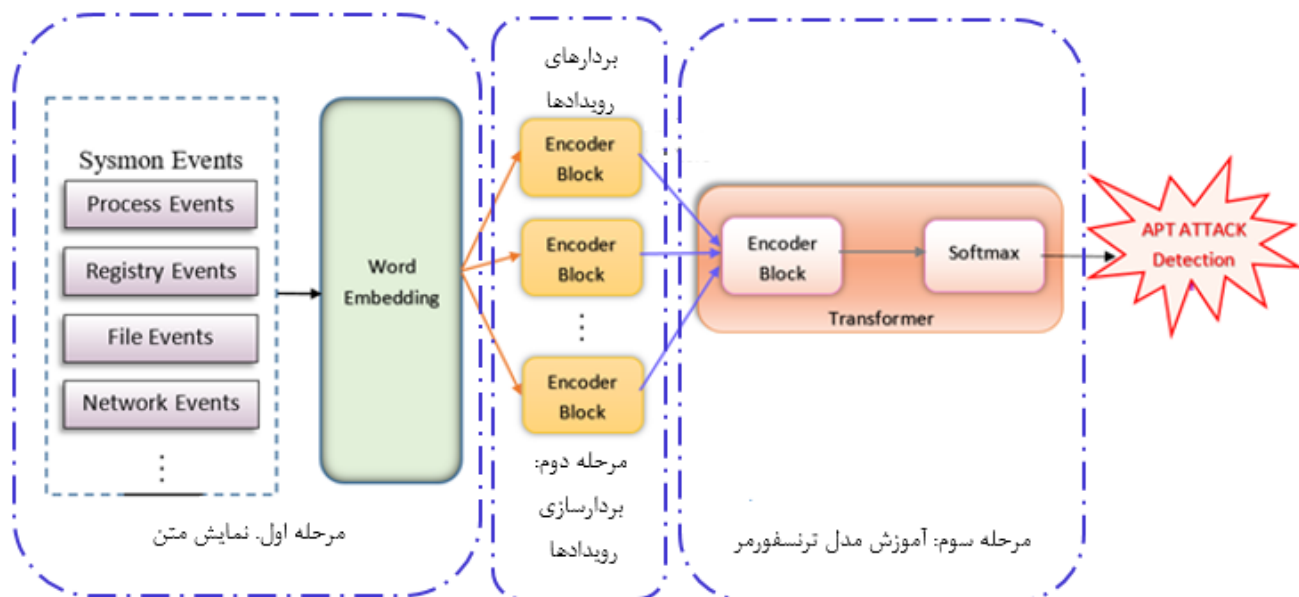 Sysmon Events
Process Events
Registry Events
File Events
Network Events
Word
Embedding
مرحله اول. نمایش متن
بردارهای
رویدادها
Encoder
Block
Encoder
Block
Encoder
Block
مرحله دوم:
بردارسازی
رویدادها
Encoder
Block
Softmax
Transformer
مرحله سوم: آموزش مدل ترنسفورمر
APT ATTACK
Detection